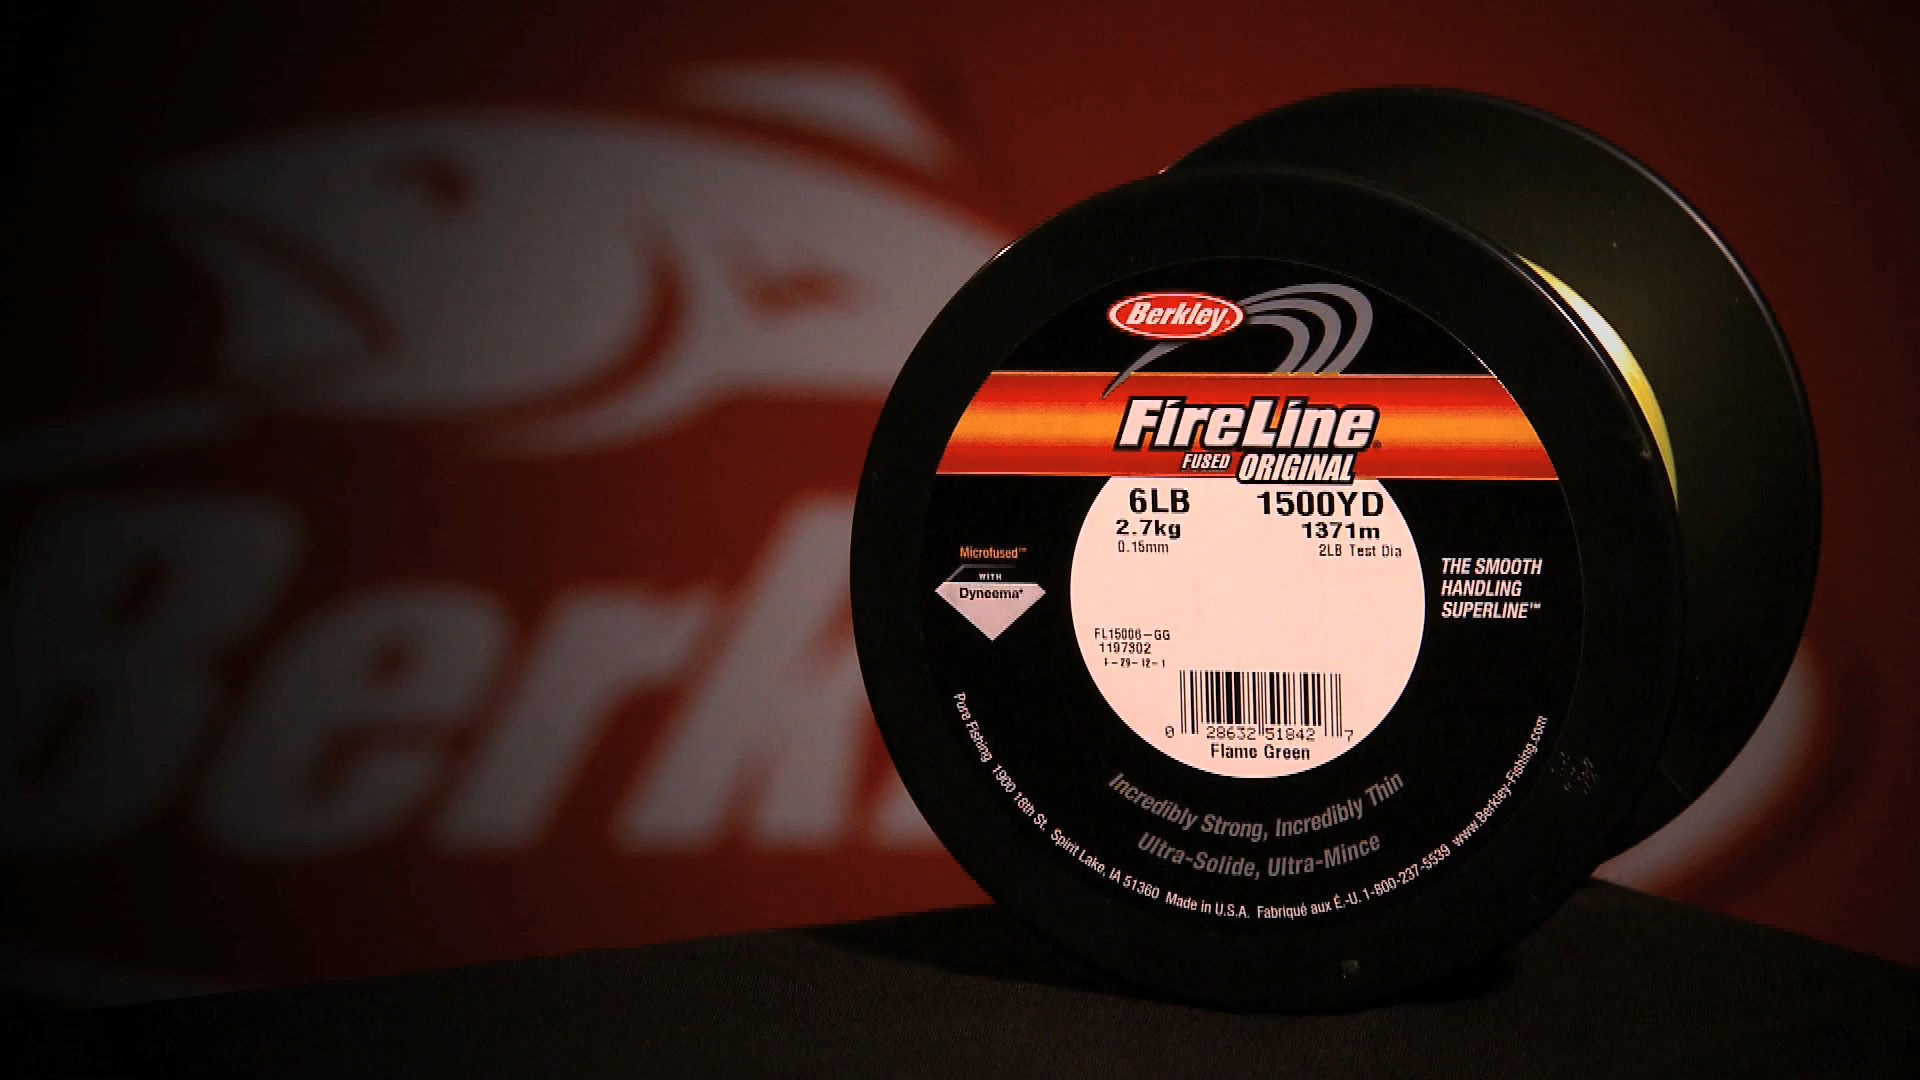 Berkley
FireLine
FUSED ORIGINAL
6LB 1500YD
2.7kg 1371m
0.15mm 2LB Test Dia
Microfused™
WITH
Dyneema®
THE SMOOTH
HANDLING
SUPERLINE™
FL15006-GG
1197302
0 28632 51842 7
Flame Green
Incredibly Strong, Incredibly Thin
Ultra-Solide, Ultra-Mince
Pure Fishing 1900 18th St. Spirit Lake, IA 51360 Made in U.S.A. Fabriqué aux É.-U. 1-800-237-5539 www.Berkley-Fishing.com
Berk